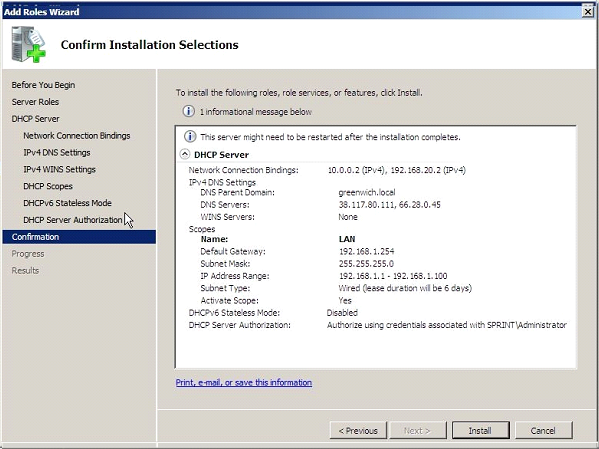 Add Roles Wizard
Confirm Installation Selections
Before You Begin
Server Roles
DHCP Server
Network Connection Bindings
IPv4 DNS Settings
IPv4 WINS Settings
DHCP Scopes
DHCPv6 Stateless Mode
DHCP Server Authorization
Confirmation
Progress
Results
To install the following roles, role services, or features, click Install.
1 informational message below
This server might need to be restarted after the installation completes.
DHCP Server
Network Connection Bindings: 10.0.0.2 (IPv4), 192.168.20.2 (IPv4)
IPv4 DNS Settings
DNS Parent Domain: greenwich.local
DNS Servers: 38.117.80.111, 66.28.0.45
WINS Servers: None
Scopes
Name: LAN
Default Gateway: 192.168.1.254
Subnet Mask: 255.255.255.0
IP Address Range: 192.168.1.1 - 192.168.1.100
Subnet Type: Wired (lease duration will be 6 days)
Activate Scope: Yes
DHCPv6 Stateless Mode: Disabled
DHCP Server Authorization: Authorize using credentials associated with SPRINT\Administrator
Print, e-mail, or save this information
< Previous
Next >
Install
Cancel